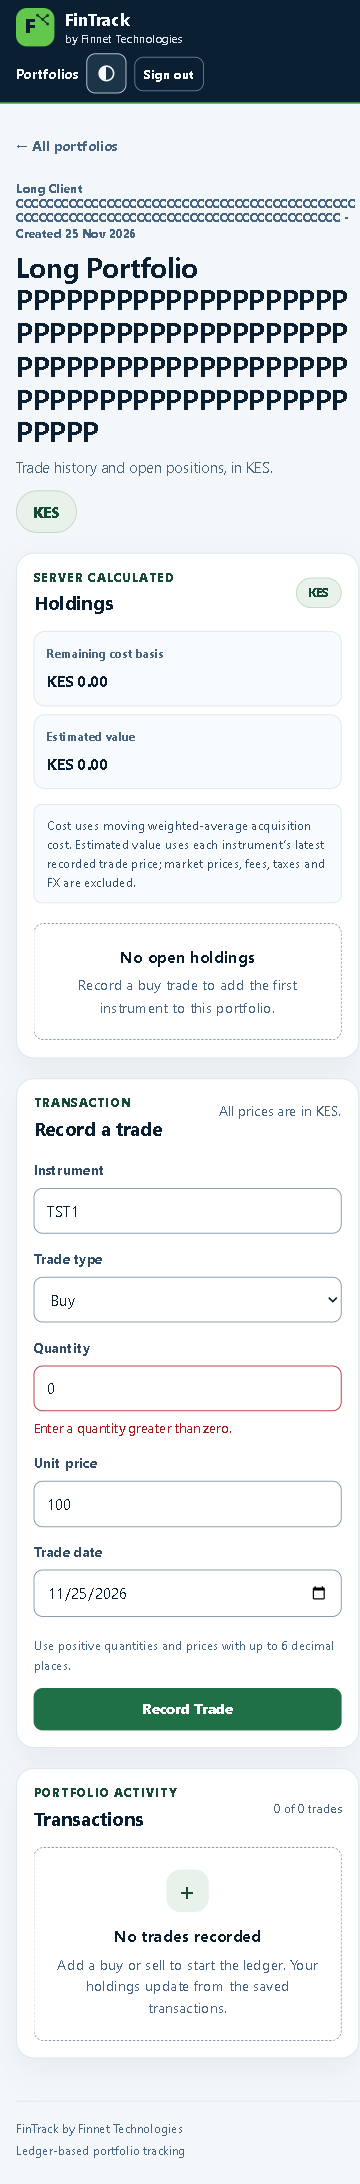 FinTrack
by Finnet Technologies
Portfolios
Sign out
← All portfolios
Long Client
CCCCCCCCCCCCCCCCCCCCCCCCCCCCCCCCCCCCCCCCCCCCC
CCCCCCCCCCCCCCCCCCCCCCCCCCCCCCCCCCCCCCCCCCC -
Created 25 Nov 2026
Long Portfolio
PPPPPPPPPPPPPPPPPPPP
PPPPPPPPPPPPPPPPPPPP
PPPPPPPPPPPPPPPPPPPP
PPPPPPPPPPPPPPPPPPPP
PPPPP
Trade history and open positions, in KES.
KES
SERVER CALCULATED
Holdings
KES
Remaining cost basis
KES 0.00
Estimated value
KES 0.00
Cost uses moving weighted-average acquisition
cost. Estimated value uses each instrument's latest
recorded trade price; market prices, fees, taxes and
FX are excluded.
No open holdings
Record a buy trade to add the first
instrument to this portfolio.
TRANSACTION
Record a trade
All prices are in KES.
Instrument
TST1
Trade type
Buy
Quantity
0
Enter a quantity greater than zero.
Unit price
100
Trade date
11/25/2026
Use positive quantities and prices with up to 6 decimal
places.
Record Trade
PORTFOLIO ACTIVITY
Transactions
0 of 0 trades
+
No trades recorded
Add a buy or sell to start the ledger. Your
holdings update from the saved
transactions.
FinTrack by Finnet Technologies
Ledger-based portfolio tracking